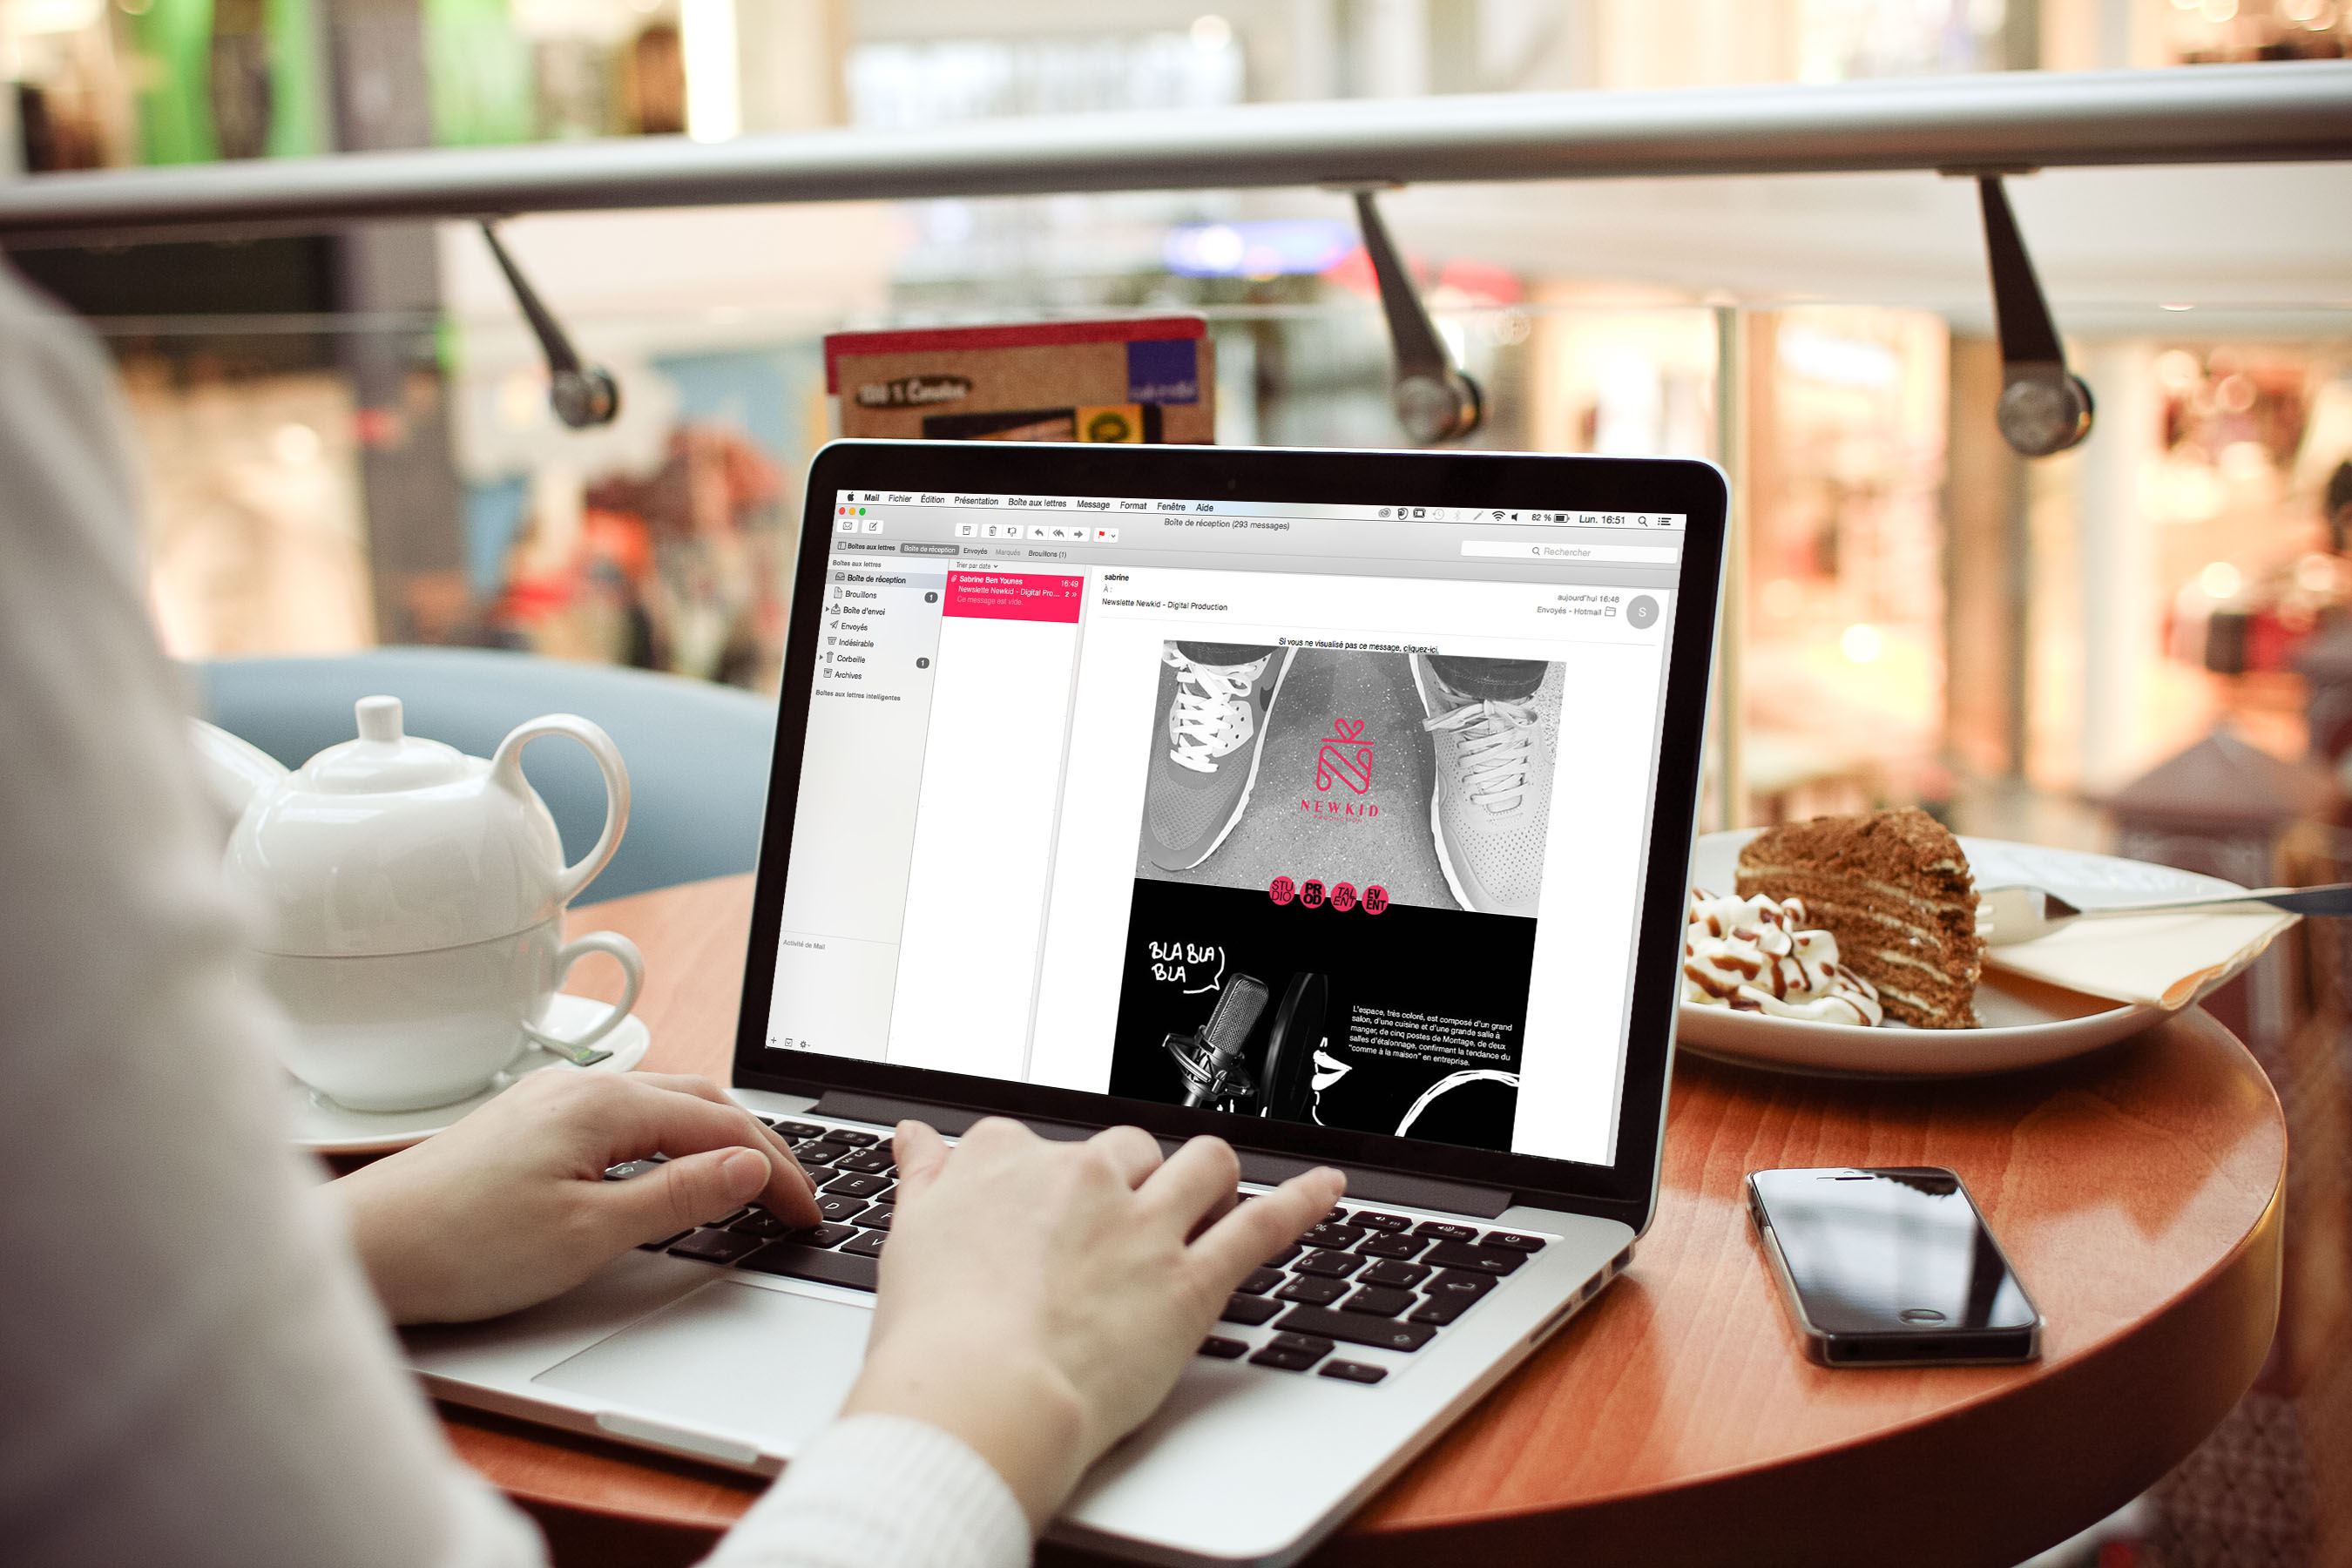 Mail Fichier Édition Présentation Boîte aux lettres Message Format Fenêtre Aide
82 % Lun. 16:51
Boîte de réception (293 messages)
Rechercher
Boîtes aux lettres Boîte de réception Envoyés Marqués Brouillons (1)
Boîtes aux lettres
Boîte de réception
Brouillons 1
Boîte d'envoi
Envoyés
Indésirable
Corbeille 1
Archives
Boîtes aux lettres intelligentes
Activité de Mail
Trier par date
Sabrine Ben Younes 16:49
Newslette Newkid - Digital Pro... 2 »
Ce message est vide.
sabrine
À :
Newslette Newkid - Digital Production
aujourd'hui 16:48
Envoyés - Hotmail
S
Si vous ne visualisé pas ce message, cliquez-ici.
NEWKID
STU
DIO
PR
OD
TAL
ENT
EV
ENT
BLA BLA
BLA
L'espace, très coloré, est composé d'un grand
salon, d'une cuisine et d'une grande salle à
manger, de cinq postes de Montage, de deux
salles d'étalonnage, confirmant la tendance du
"comme à la maison" en entreprise.
E
D
F
X
C
V